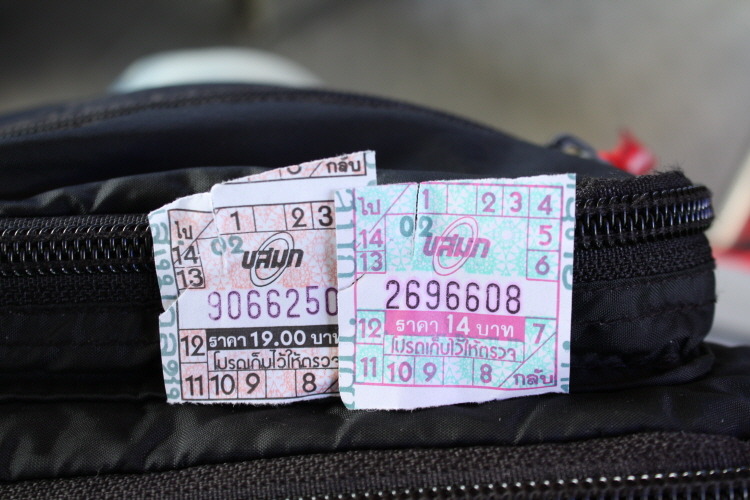 กลับ
ไป 1 2 3
14 02 ขสมก
13
9066250
12 ราคา 19.00 บาท
โปรดเก็บไว้ให้ตรวจ
11 10 9 8
ไป 1 2 3 4
14 02 ขสมก 5
13 6
2696608
12 ราคา 14 บาท 7
โปรดเก็บไว้ให้ตรวจ
11 10 9 8 กลับ